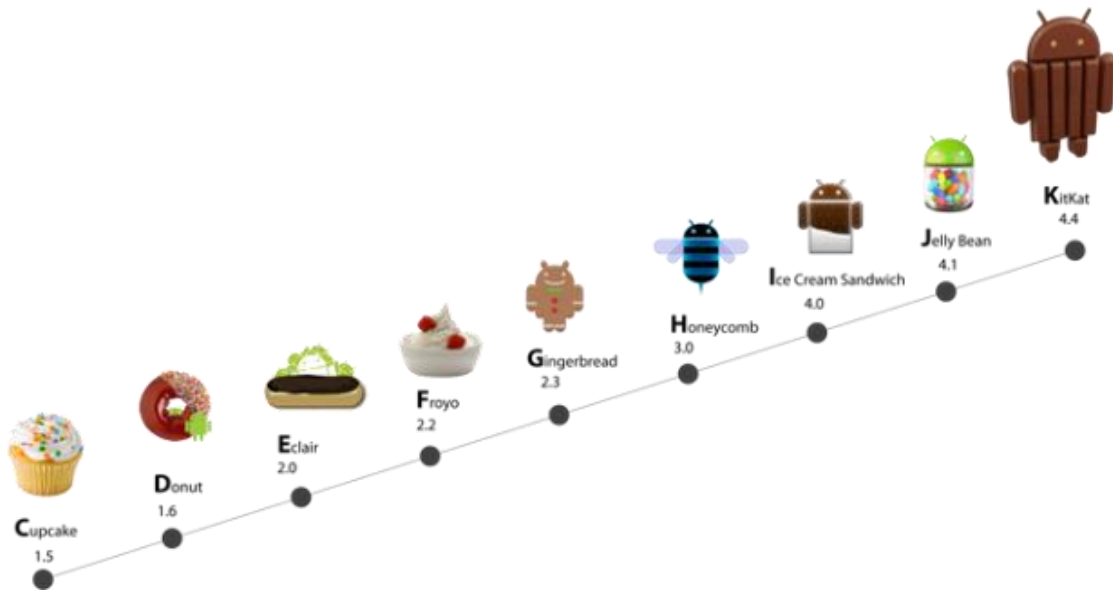 Cupcake
1.5
Donut
1.6
Eclair
2.0
Froyo
2.2
Gingerbread
2.3
Honeycomb
3.0
Ice Cream Sandwich
4.0
Jelly Bean
4.1
KitKat
4.4